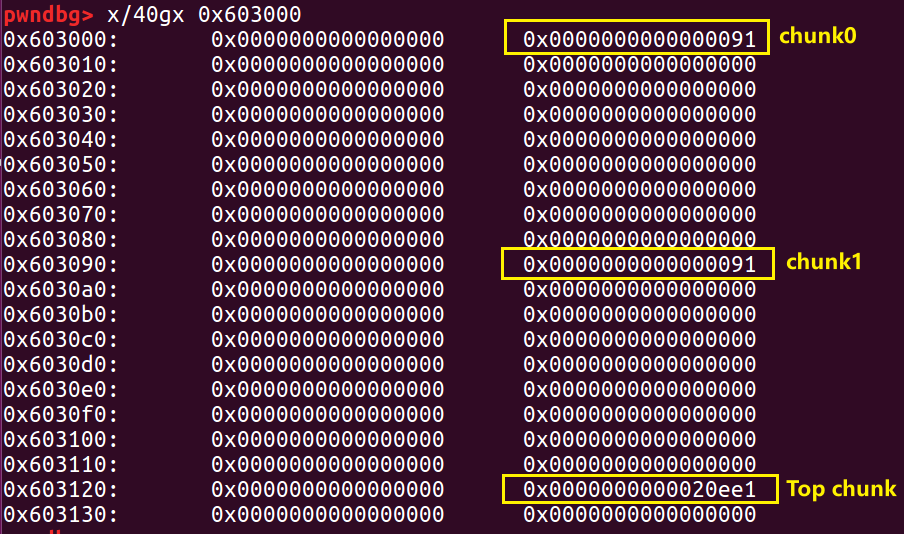 pwndbg> x/40gx 0x603000
0x603000: 0x0000000000000000 0x0000000000000091 chunk0
0x603010: 0x0000000000000000 0x0000000000000000
0x603020: 0x0000000000000000 0x0000000000000000
0x603030: 0x0000000000000000 0x0000000000000000
0x603040: 0x0000000000000000 0x0000000000000000
0x603050: 0x0000000000000000 0x0000000000000000
0x603060: 0x0000000000000000 0x0000000000000000
0x603070: 0x0000000000000000 0x0000000000000000
0x603080: 0x0000000000000000 0x0000000000000000
0x603090: 0x0000000000000000 0x0000000000000091 chunk1
0x6030a0: 0x0000000000000000 0x0000000000000000
0x6030b0: 0x0000000000000000 0x0000000000000000
0x6030c0: 0x0000000000000000 0x0000000000000000
0x6030d0: 0x0000000000000000 0x0000000000000000
0x6030e0: 0x0000000000000000 0x0000000000000000
0x6030f0: 0x0000000000000000 0x0000000000000000
0x603100: 0x0000000000000000 0x0000000000000000
0x603110: 0x0000000000000000 0x0000000000000000
0x603120: 0x0000000000000000 0x0000000000020ee1 Top chunk
0x603130: 0x0000000000000000 0x0000000000000000